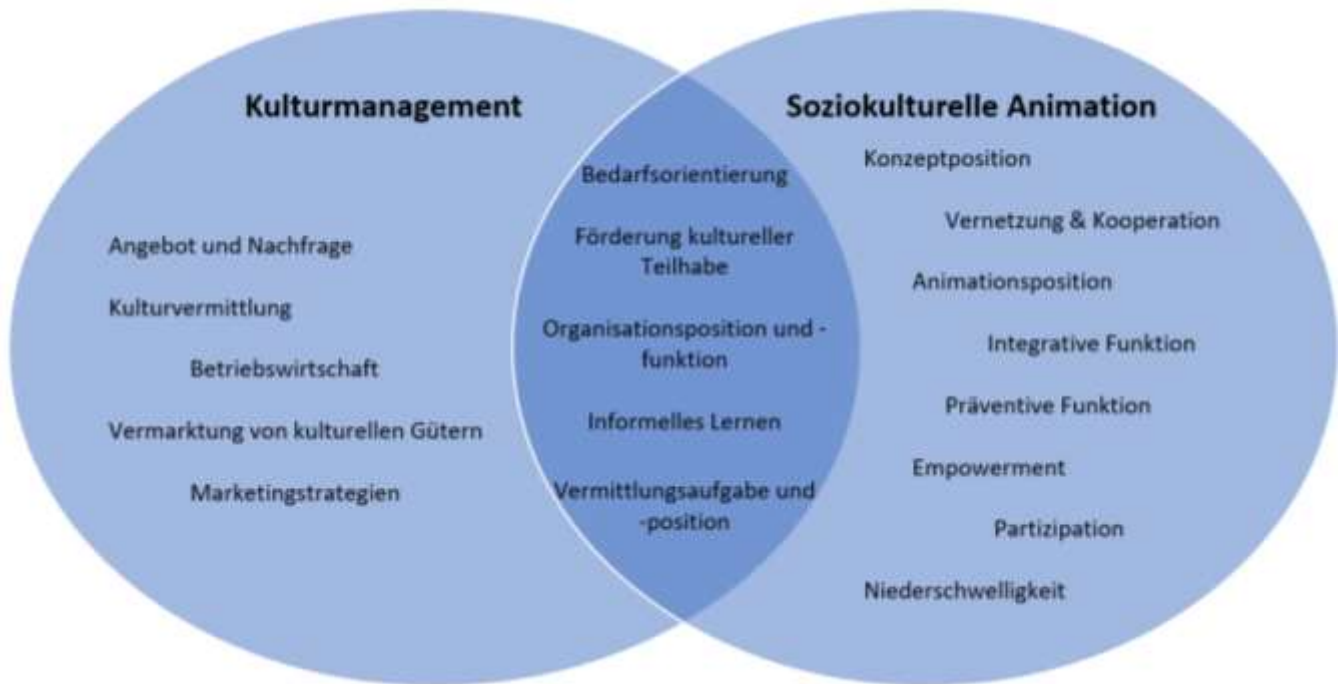 Kulturmanagement
Angebot und Nachfrage
Kulturvermittlung
Betriebswirtschaft
Vermarktung von kulturellen Gütern
Marketingstrategien
Bedarfsorientierung
Förderung kultureller
Teilhabe
Organisationsposition und -
funktion
Informelles Lernen
Vermittlungsaufgabe und
-position
Soziokulturelle Animation
Konzeptposition
Vernetzung & Kooperation
Animationsposition
Integrative Funktion
Präventive Funktion
Empowerment
Partizipation
Niederschwelligkeit